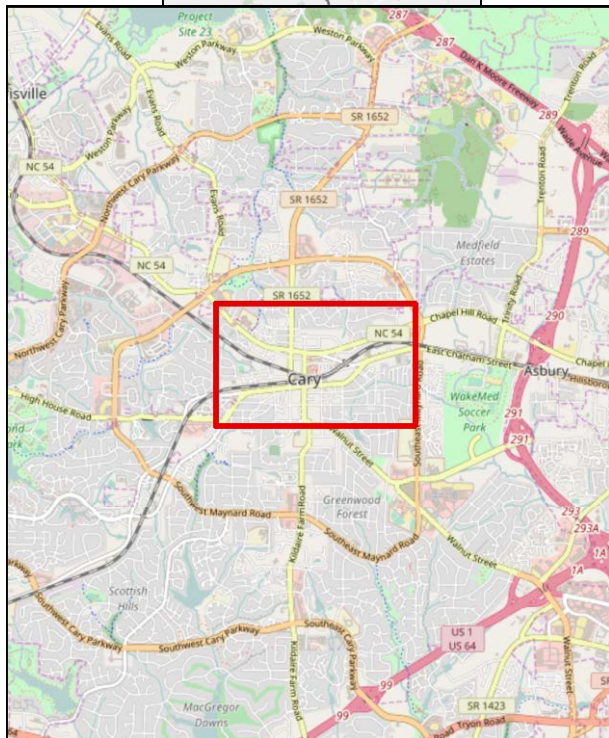 Project
Site 23
Weston Parkway
287
287
Evans Road
Weston Parkway
Dan K Moore Freeway
isville
Evans Road
SR 1652
289
Trenton Road
Wade Avenue
Weston Parkway
NC 54
Northwest Cary Parkway
Trenton Road
SR 1652
Evans Road
289
Medfield
Estates
NC 54
Trinity Road
SR 1652
290
Chapel Hill Road
NC 54
Northwest Cary Parkway
East Chatham Street
Chapel H
Cary
Asbury
Hillsboro
WakeMed
Soccer
Park
High House Road
291
Southeast Maynard Road
Walnut Street
291
Greenwood
Forest
Southwest Maynard Road
Kildaire Farm Road
293
293A
Southeast Maynard Road
Walnut Street
1A
1A
Parkway
Scottish
Hills
Southwest Cary Parkway
Southwest Cary Parkway
Southeast Cary Parkway
US 1
US 64
Walnut Street
99
Kildaire Farm Road
MacGregor
Downs
SR 1423
SR
64
99
Road
Tryon Road